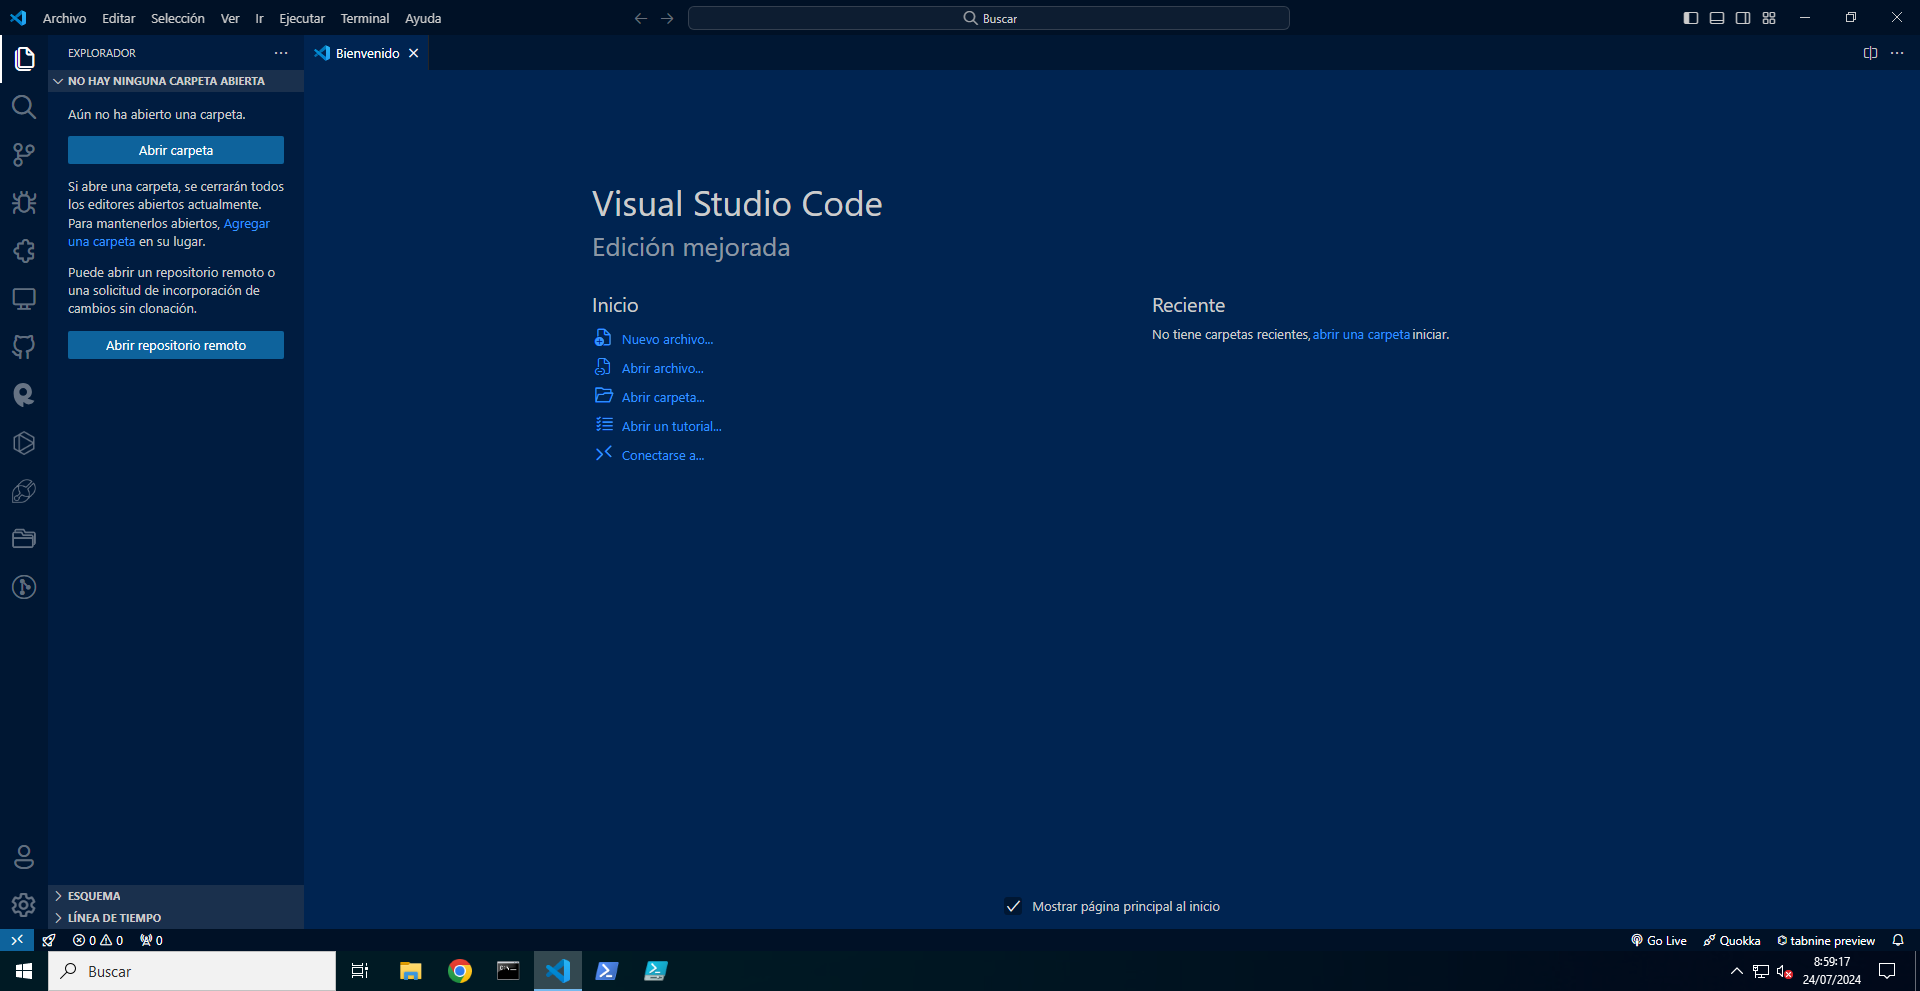 Archivo Editar Selección Ver Ir Ejecutar Terminal Ayuda
Buscar
EXPLORADOR
Bienvenido
NO HAY NINGUNA CARPETA ABIERTA
Aún no ha abierto una carpeta.
Abrir carpeta
Si abre una carpeta, se cerrarán todos
los editores abiertos actualmente.
Para mantenerlos abiertos, Agregar
una carpeta en su lugar.
Puede abrir un repositorio remoto o
una solicitud de incorporación de
cambios sin clonación.
Abrir repositorio remoto
Visual Studio Code
Edición mejorada
Inicio
Nuevo archivo...
Abrir archivo...
Abrir carpeta...
Abrir un tutorial...
Conectarse a...
Reciente
No tiene carpetas recientes, abrir una carpeta iniciar.
Mostrar página principal al inicio
ESQUEMA
LÍNEA DE TIEMPO
0 0 0
Go Live Quokka tabnine preview
Buscar
8:59:17
24/07/2024